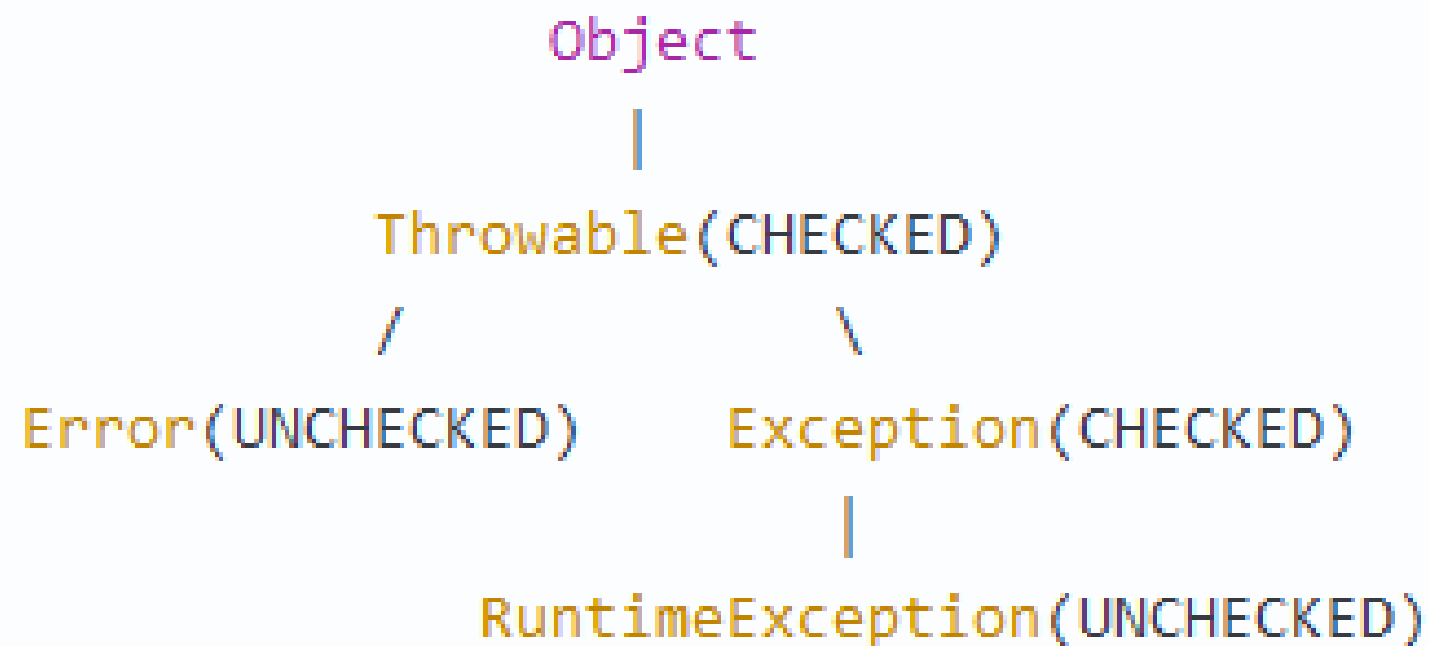 Object
|
Throwable(CHECKED)
/ \
Error(UNCHECKED) Exception(CHECKED)
|
RuntimeException(UNCHECKED)